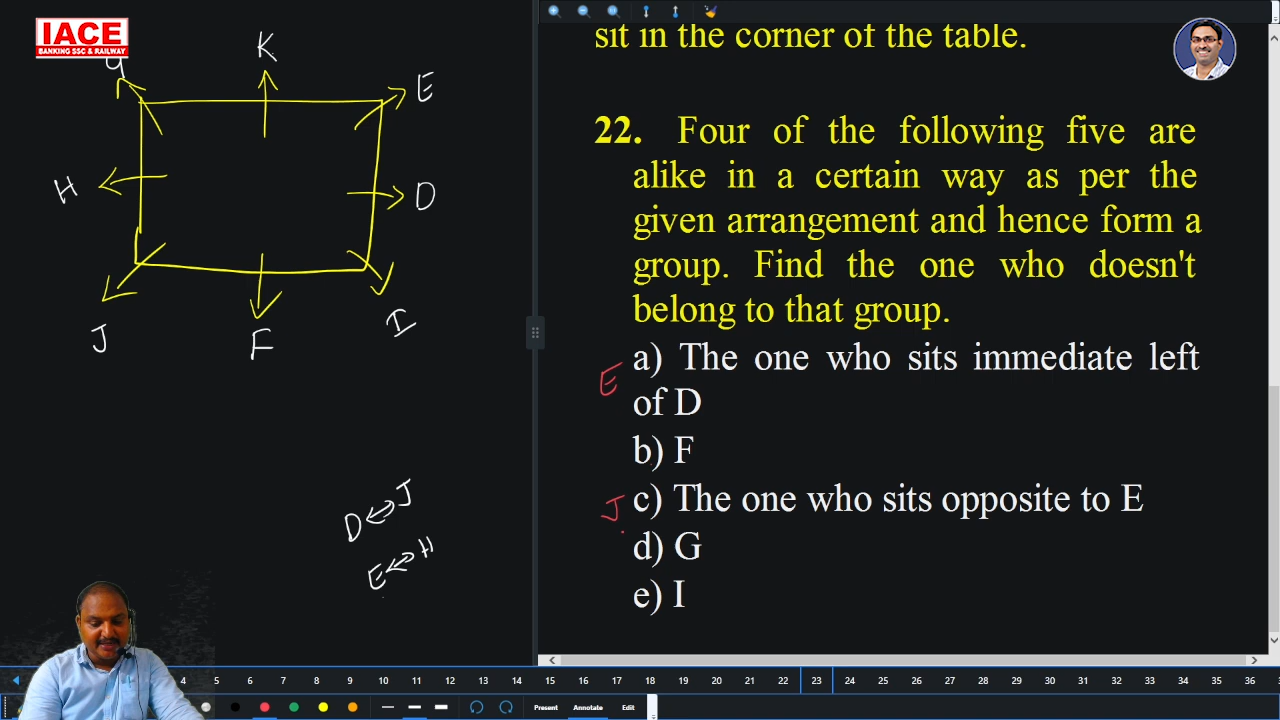 IACE
BANKING SSC & RAILWAY
G
K
E
H
D
J
F
I
D ⟷ J
E ⟷ H
sit in the corner of the table.
22. Four of the following five are
alike in a certain way as per the
given arrangement and hence form a
group. Find the one who doesn't
belong to that group.
a) The one who sits immediate left
E
of D
b) F
J c) The one who sits opposite to E
d) G
e) I
4 5 6 7 8 9 10 11 12 13 14 15 16 17 18 19 20 21 22 23 24 25 26 27 28 29 30 31 32 33 34 35 36
Present Annotate Edit